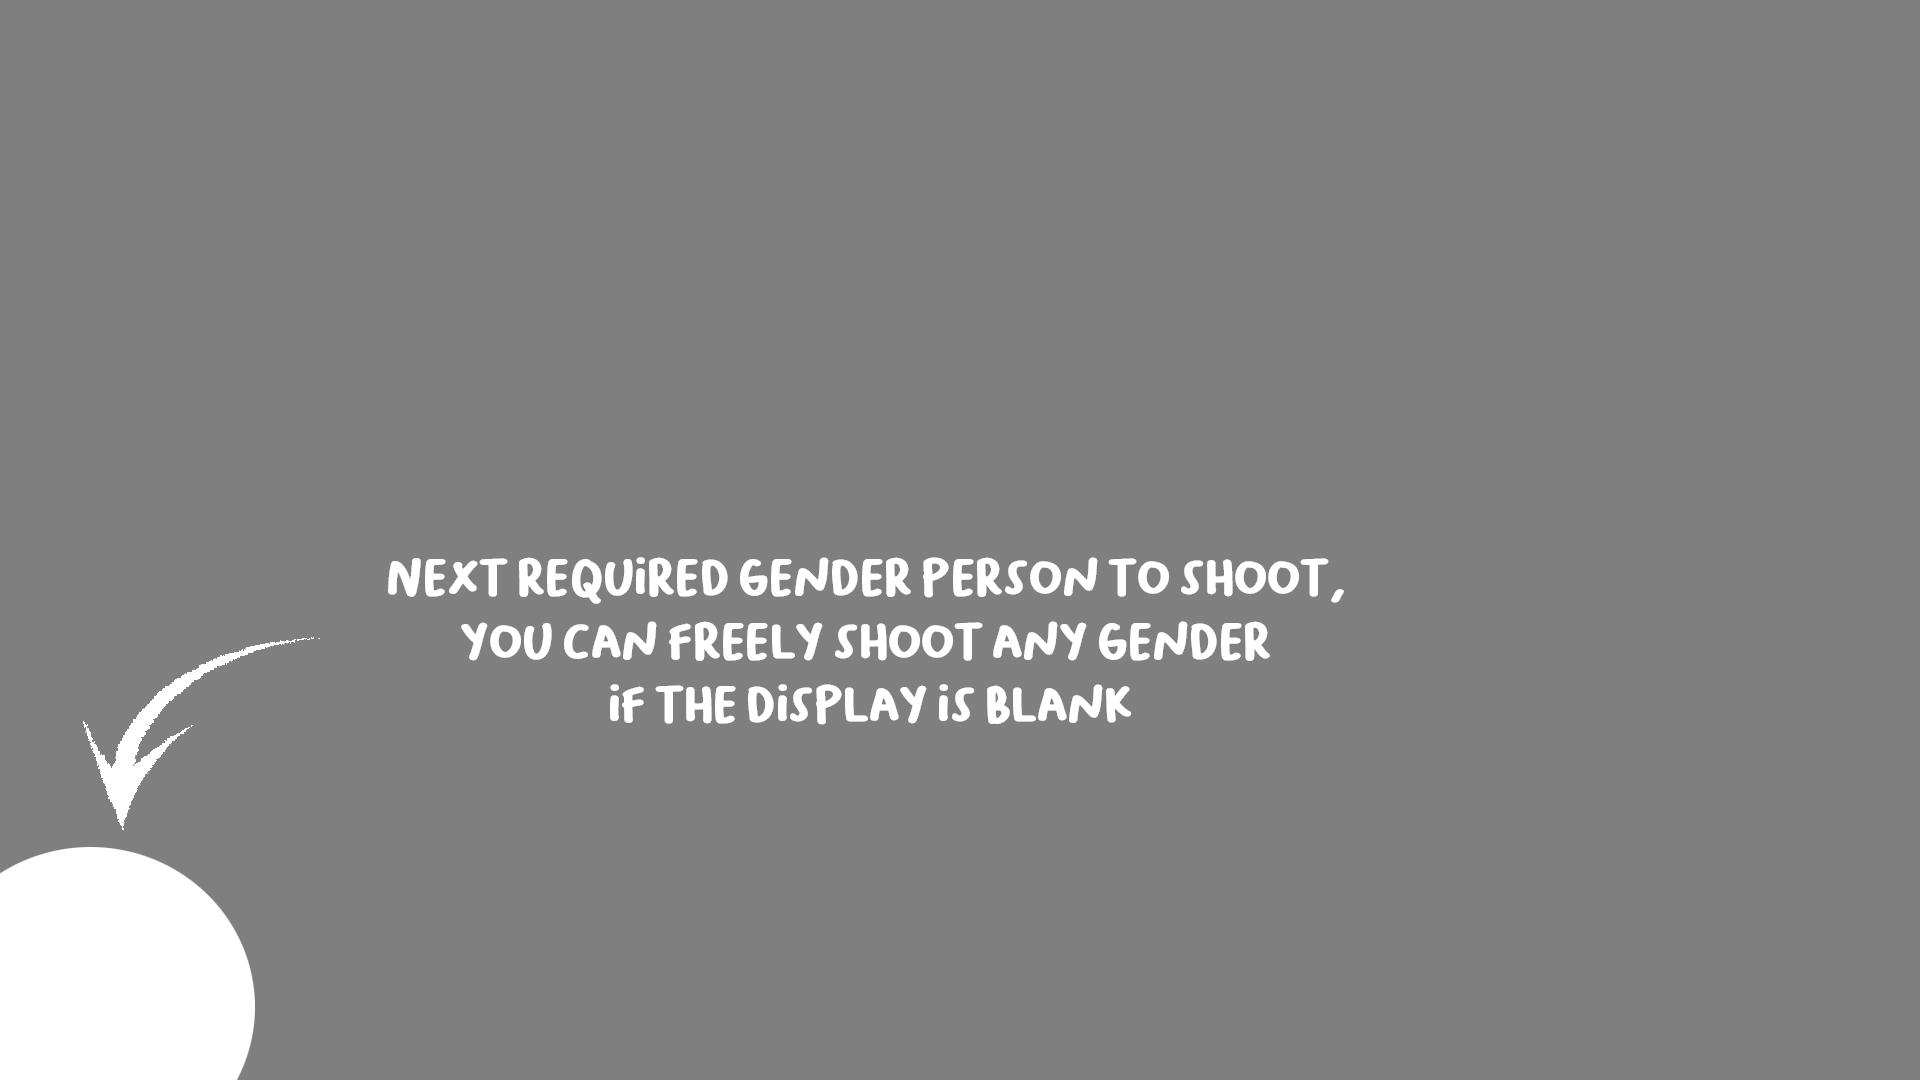 NEXT REQUiRED GENDER PERSON TO SHOOT,
YOU CAN FREELY SHOOT ANY GENDER
iF THE DiSPLAY iS BLANK